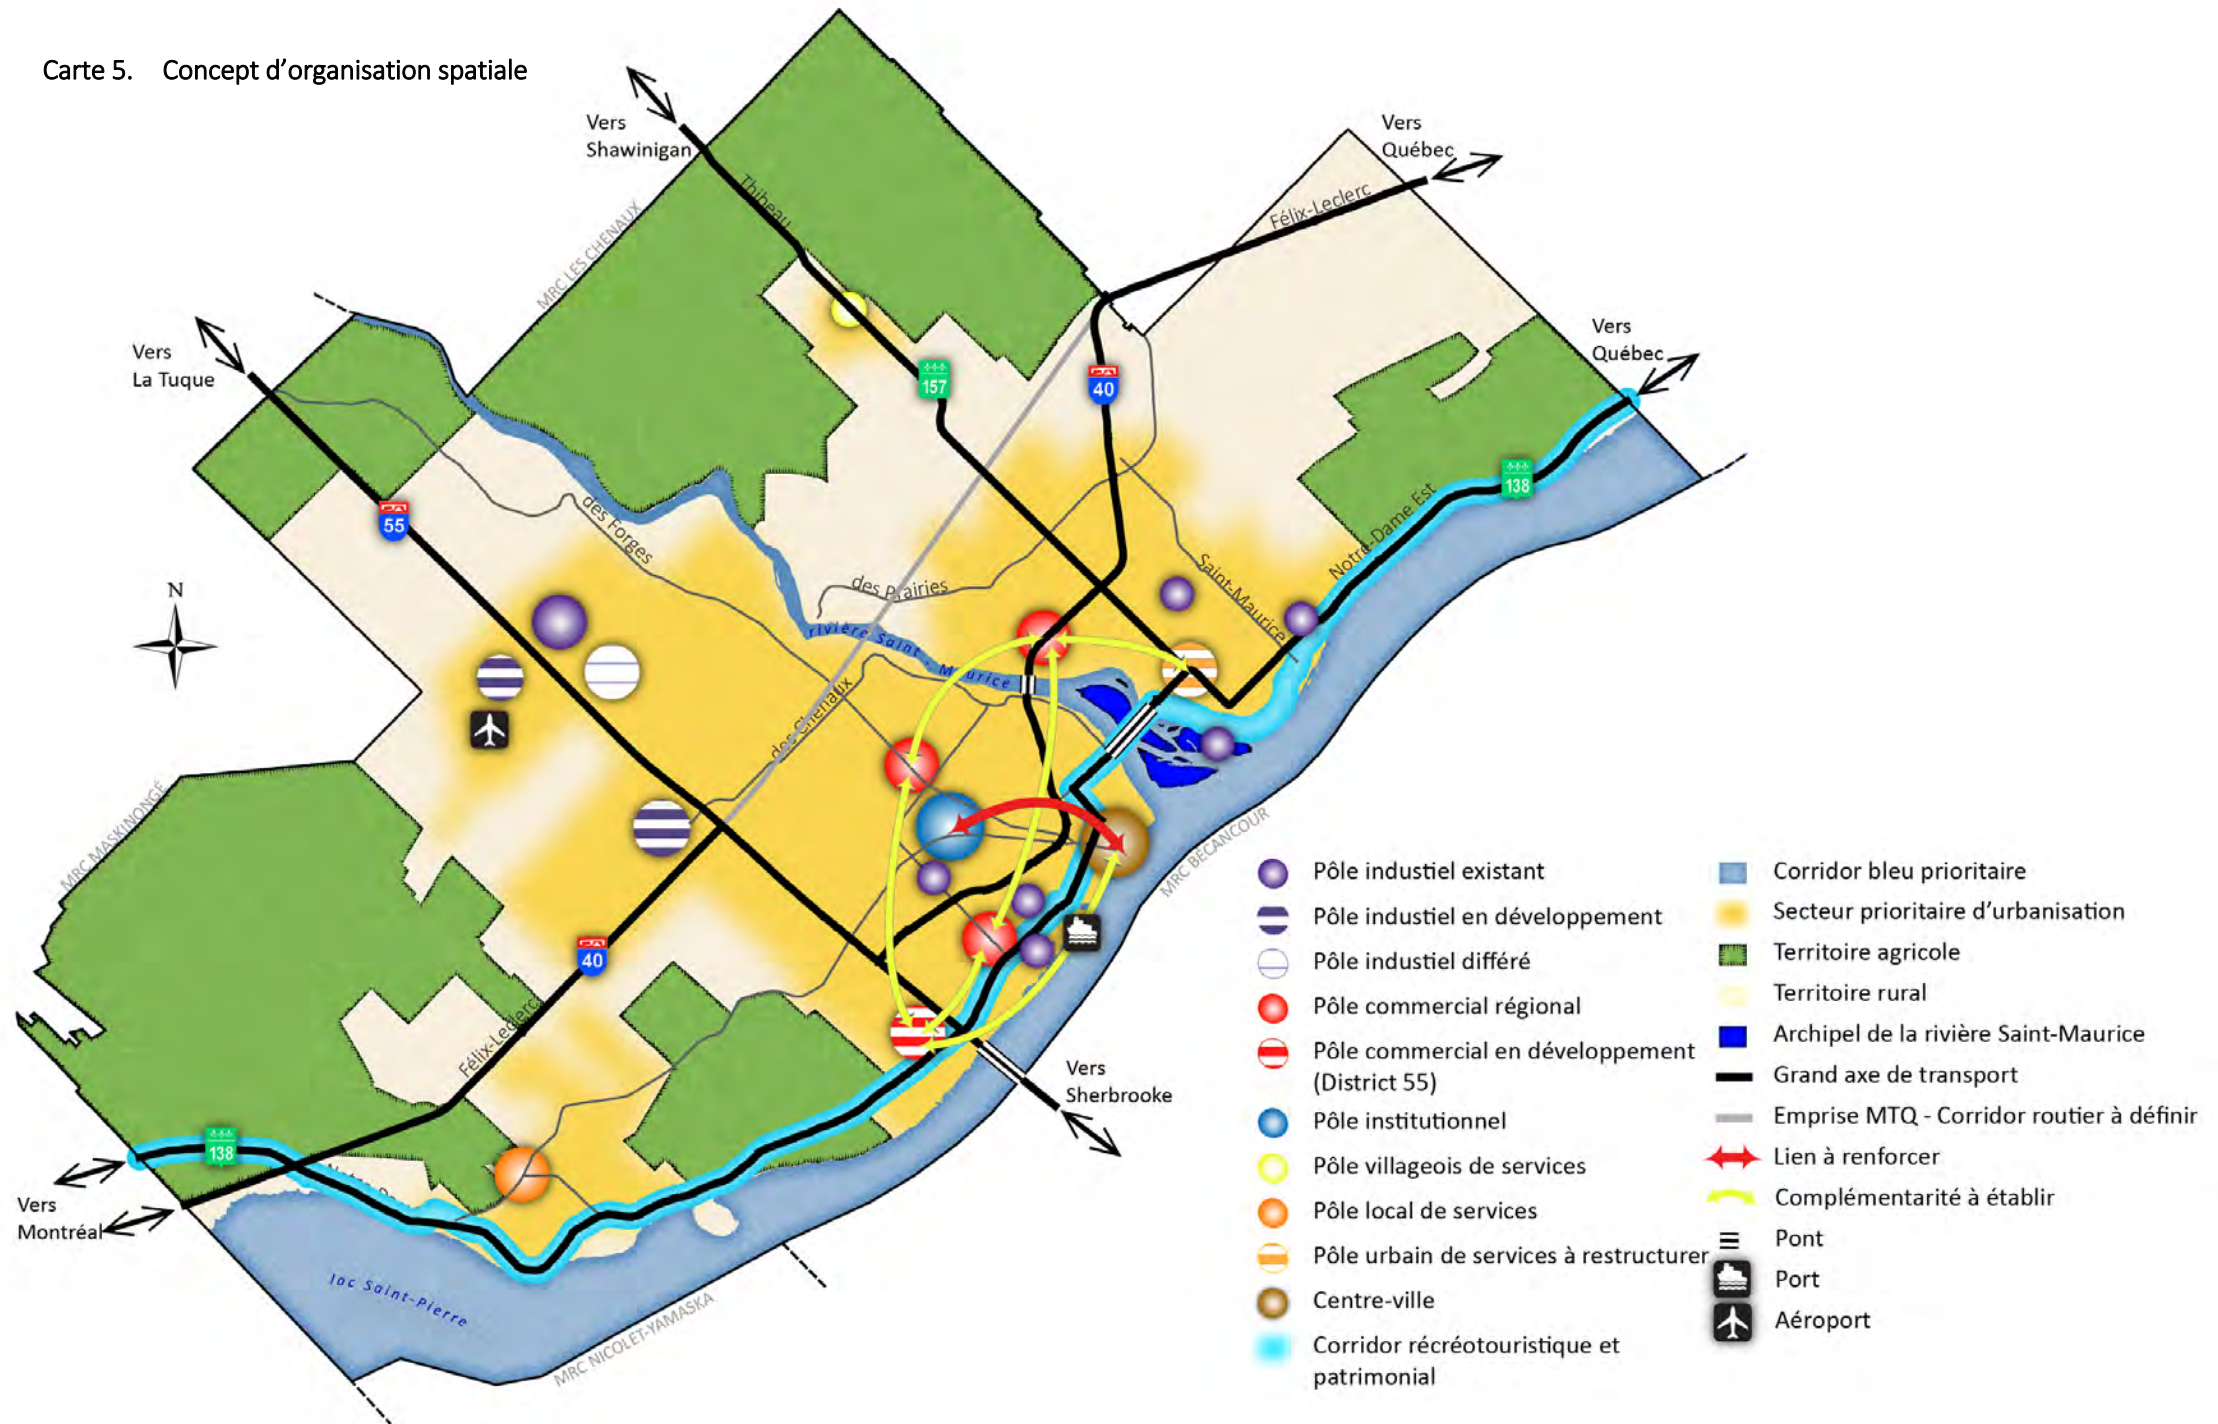 Carte 5. Concept d'organisation spatiale
Vers
Shawinigan
Vers
Québec
Thibeau
Félix-Leclerc
MRC LES CHENAUX
Vers
La Tuque
Vers
Québec
157
40
138
55
des Forges
Notre-Dame Est
N
des Prairies
Saint-Maurice
rivière Saint - Maurice
des Chenaux
MRC MASKINONGÉ
MRC BÉCANCOUR
40
Félix-Leclerc
Vers
Sherbrooke
138
Vers
Montréal
lac Saint-Pierre
MRC NICOLET-YAMASKA
Pôle industiel existant
Pôle industiel en développement
Pôle industiel différé
Pôle commercial régional
Pôle commercial en développement
(District 55)
Pôle institutionnel
Pôle villageois de services
Pôle local de services
Pôle urbain de services à restructurer
Centre-ville
Corridor récréotouristique et
patrimonial
Corridor bleu prioritaire
Secteur prioritaire d'urbanisation
Territoire agricole
Territoire rural
Archipel de la rivière Saint-Maurice
Grand axe de transport
Emprise MTQ - Corridor routier à définir
Lien à renforcer
Complémentarité à établir
Pont
Port
Aéroport